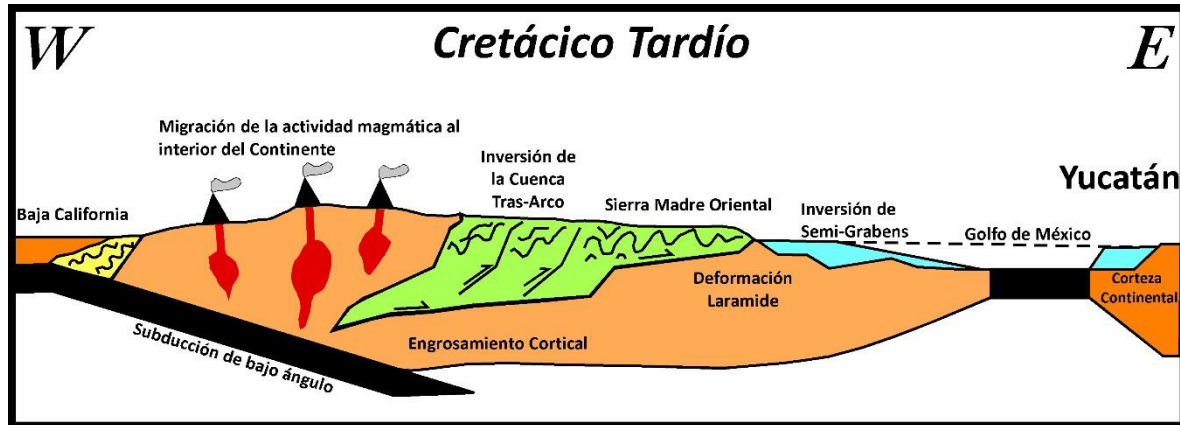 W
Cretácico Tardío
E
Migración de la actividad magmática al
interior del Continente
Inversión de
la Cuenca
Tras-Arco
Yucatán
Baja California
Sierra Madre Oriental
Inversión de
Semi-Grabens
Golfo de México
Deformación
Laramide
Corteza
Continental
Engrosamiento Cortical
Subducción de bajo ángulo